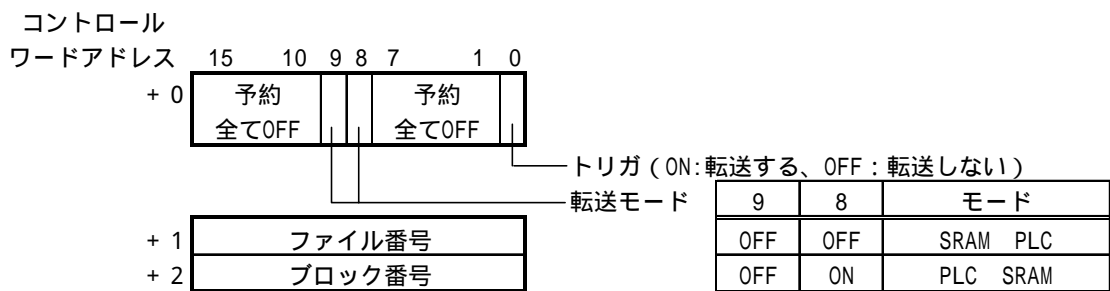 コントロール
ワードアドレス 15 10 9 8 7 1 0
+ 0 予約 予約
全てOFF 全てOFF
トリガ（ON:転送する、OFF：転送しない）
転送モード 9 8 モード
+ 1 ファイル番号 OFF OFF SRAM PLC
+ 2 ブロック番号 OFF ON PLC SRAM